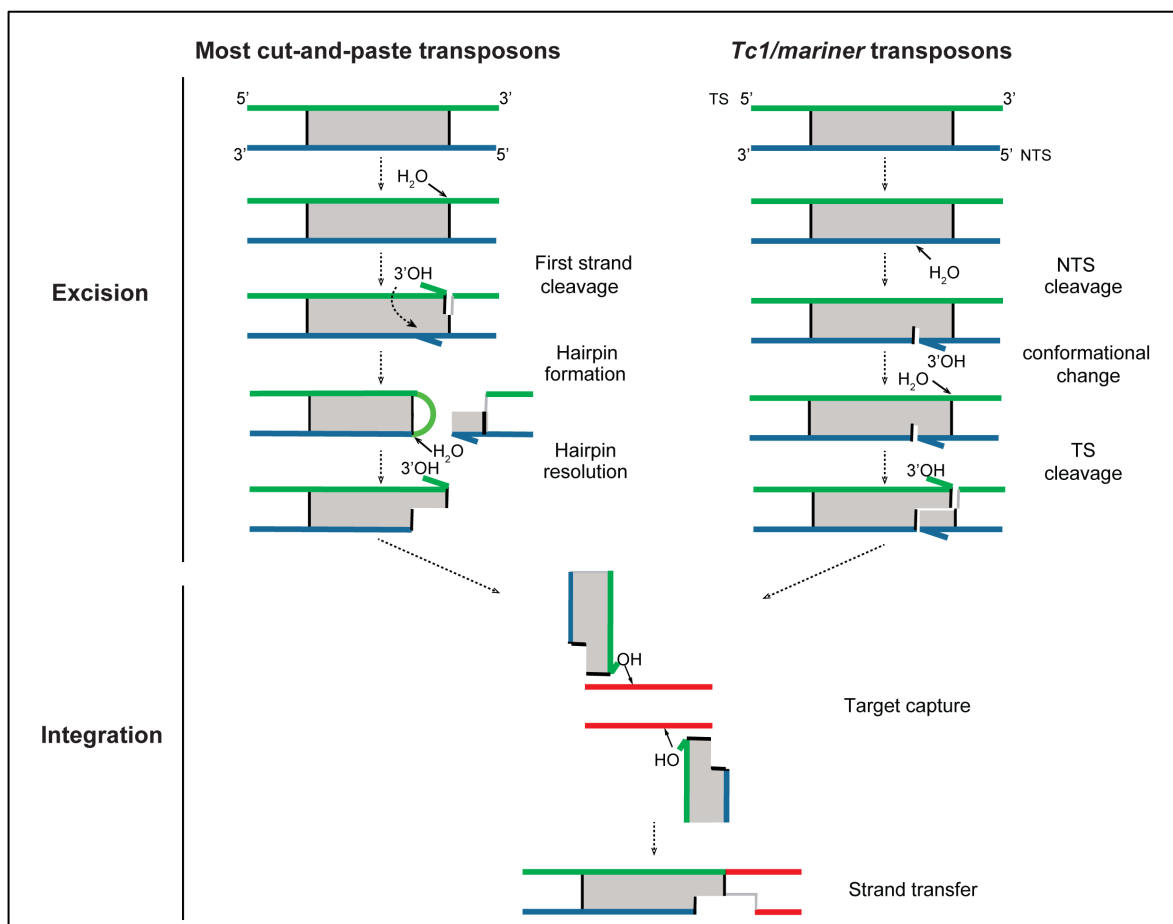 Most cut-and-paste transposons
Tc1/mariner transposons
5’
3’
TS 5’
3’
3’
5’
3’
5’ NTS
H2O
Excision
3’OH
First strand
cleavage
H2O
NTS
cleavage
Hairpin
formation
3’OH
conformational
change
H2O
H2O
Hairpin
resolution
TS
cleavage
3’OH
3’OH
Integration
OH
Target capture
HO
Strand transfer